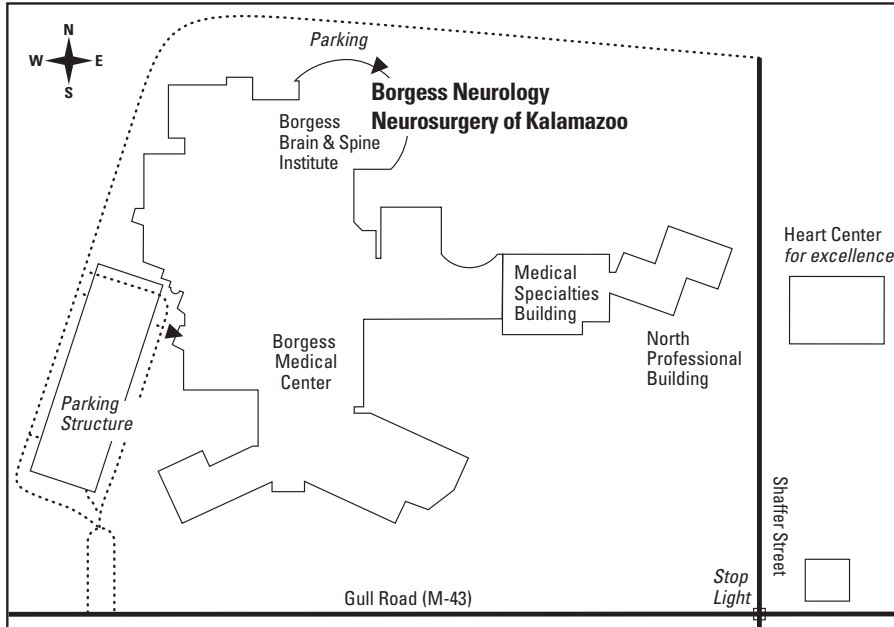 N
W E
S
Parking
Borgess Neurology
Neurosurgery of Kalamazoo
Borgess
Brain & Spine
Institute
Heart Center
for excellence
Medical
Specialties
Building
North
Professional
Building
Borgess
Medical
Center
Parking
Structure
Shaffer Street
Stop
Light
Gull Road (M-43)